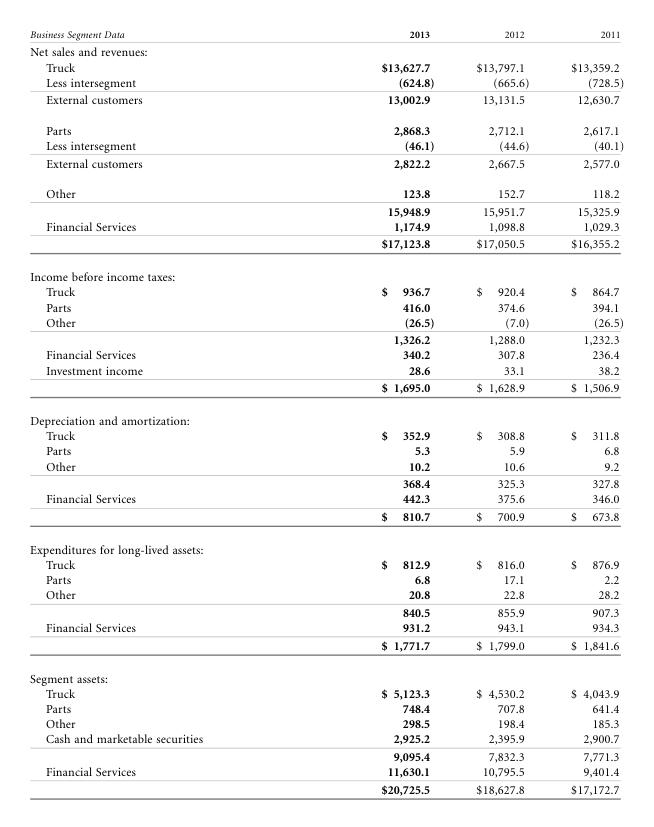 Business Segment Data 2013 2012 2011
Net sales and revenues:
Truck $13,627.7 $13,797.1 $13,359.2
Less intersegment (624.8) (665.6) (728.5)
External customers 13,002.9 13,131.5 12,630.7
Parts 2,868.3 2,712.1 2,617.1
Less intersegment (46.1) (44.6) (40.1)
External customers 2,822.2 2,667.5 2,577.0
Other 123.8 152.7 118.2
15,948.9 15,951.7 15,325.9
Financial Services 1,174.9 1,098.8 1,029.3
$17,123.8 $17,050.5 $16,355.2
Income before income taxes:
Truck $ 936.7 $ 920.4 $ 864.7
Parts 416.0 374.6 394.1
Other (26.5) (7.0) (26.5)
1,326.2 1,288.0 1,232.3
Financial Services 340.2 307.8 236.4
Investment income 28.6 33.1 38.2
$ 1,695.0 $ 1,628.9 $ 1,506.9
Depreciation and amortization:
Truck $ 352.9 $ 308.8 $ 311.8
Parts 5.3 5.9 6.8
Other 10.2 10.6 9.2
368.4 325.3 327.8
Financial Services 442.3 375.6 346.0
$ 810.7 $ 700.9 $ 673.8
Expenditures for long-lived assets:
Truck $ 812.9 $ 816.0 $ 876.9
Parts 6.8 17.1 2.2
Other 20.8 22.8 28.2
840.5 855.9 907.3
Financial Services 931.2 943.1 934.3
$ 1,771.7 $ 1,799.0 $ 1,841.6
Segment assets:
Truck $ 5,123.3 $ 4,530.2 $ 4,043.9
Parts 748.4 707.8 641.4
Other 298.5 198.4 185.3
Cash and marketable securities 2,925.2 2,395.9 2,900.7
9,095.4 7,832.3 7,771.3
Financial Services 11,630.1 10,795.5 9,401.4
$20,725.5 $18,627.8 $17,172.7